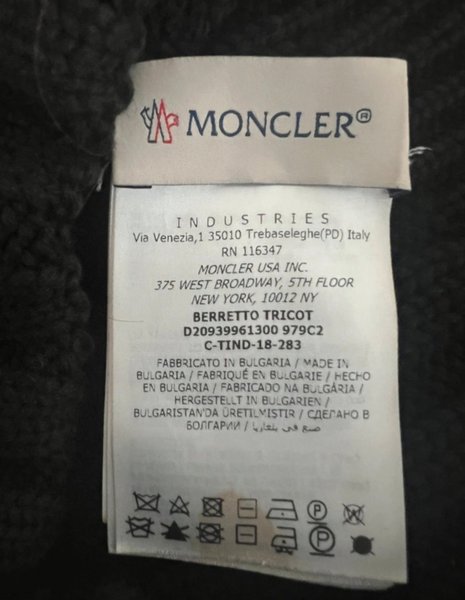 MONCLER®
INDUSTRIES
Via Venezia,1 35010 Trebaseleghe(PD) Italy
RN 116347
MONCLER USA INC.
375 WEST BROADWAY, 5TH FLOOR
NEW YORK, 10012 NY
BERRETTO TRICOT
D20939961300 979C2
C-TIND-18-283
FABBRICATO IN BULGARIA / MADE IN
BULGARIA / FABRIQUÉ EN BULGARIE / HECHO
EN BULGARIA / FABRICADO NA BULGÁRIA /
HERGESTELLT IN BULGARIEN /
BULGARISTAN'DA ÜRETILMISTIR / СДЕЛАНО В
БОЛГАРИИ / صنع في بلغاريا
P
P